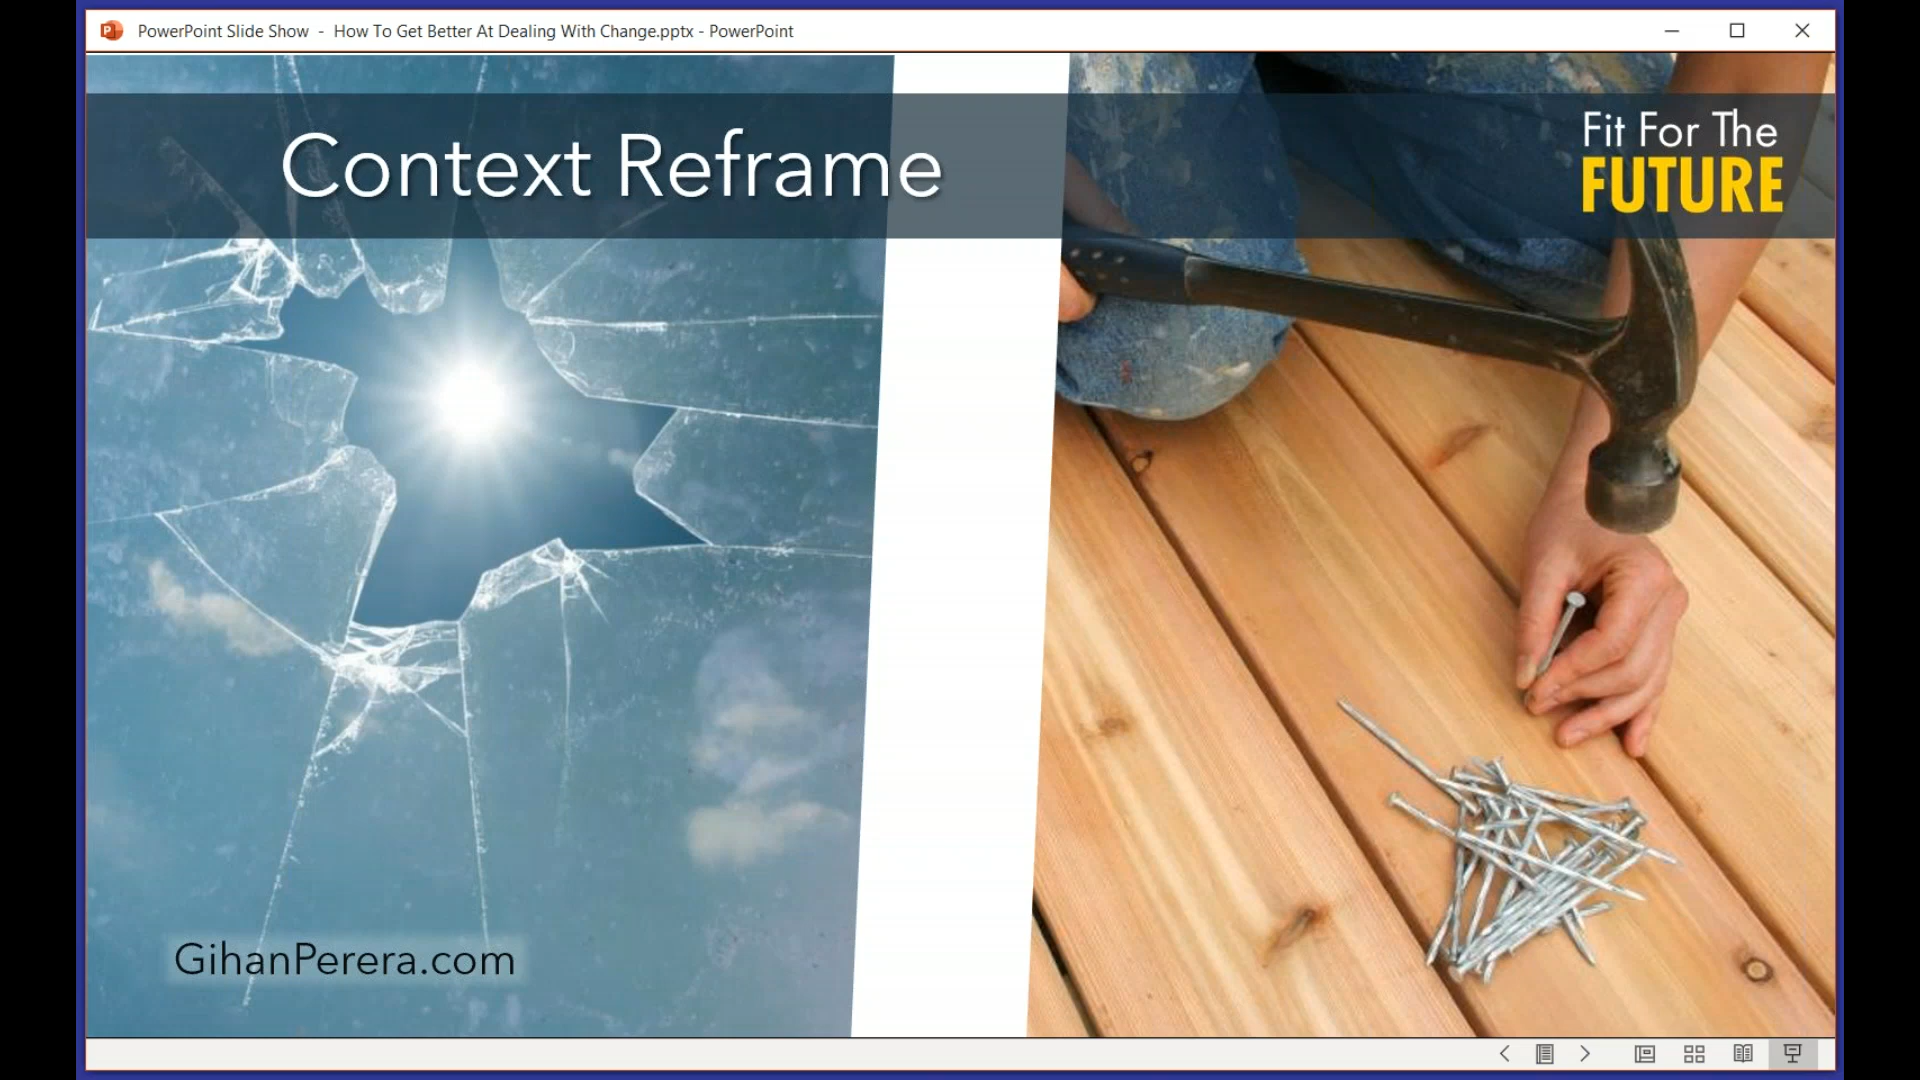 PowerPoint Slide Show - How To Get Better At Dealing With Change.pptx - PowerPoint
Context Reframe
Fit For The
FUTURE
GihanPerera.com